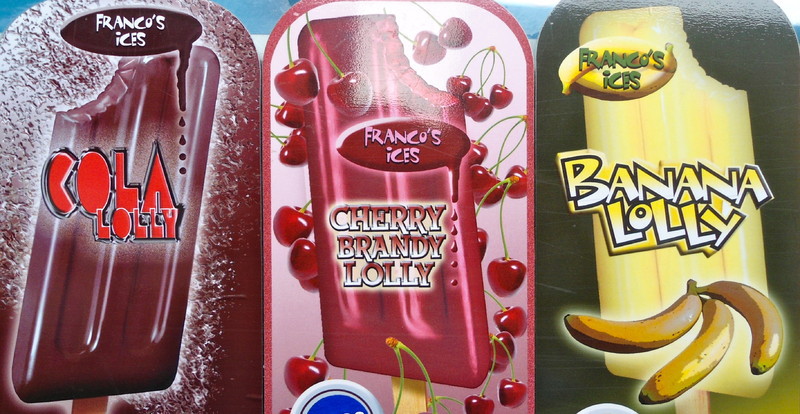 FRANCO'S
iCES
COLA
LOLLY
FRANCO'S
iCES
CHERRY
BRANDY
LOLLY
FRANCO'S
iCES
BANANA
LOLLY